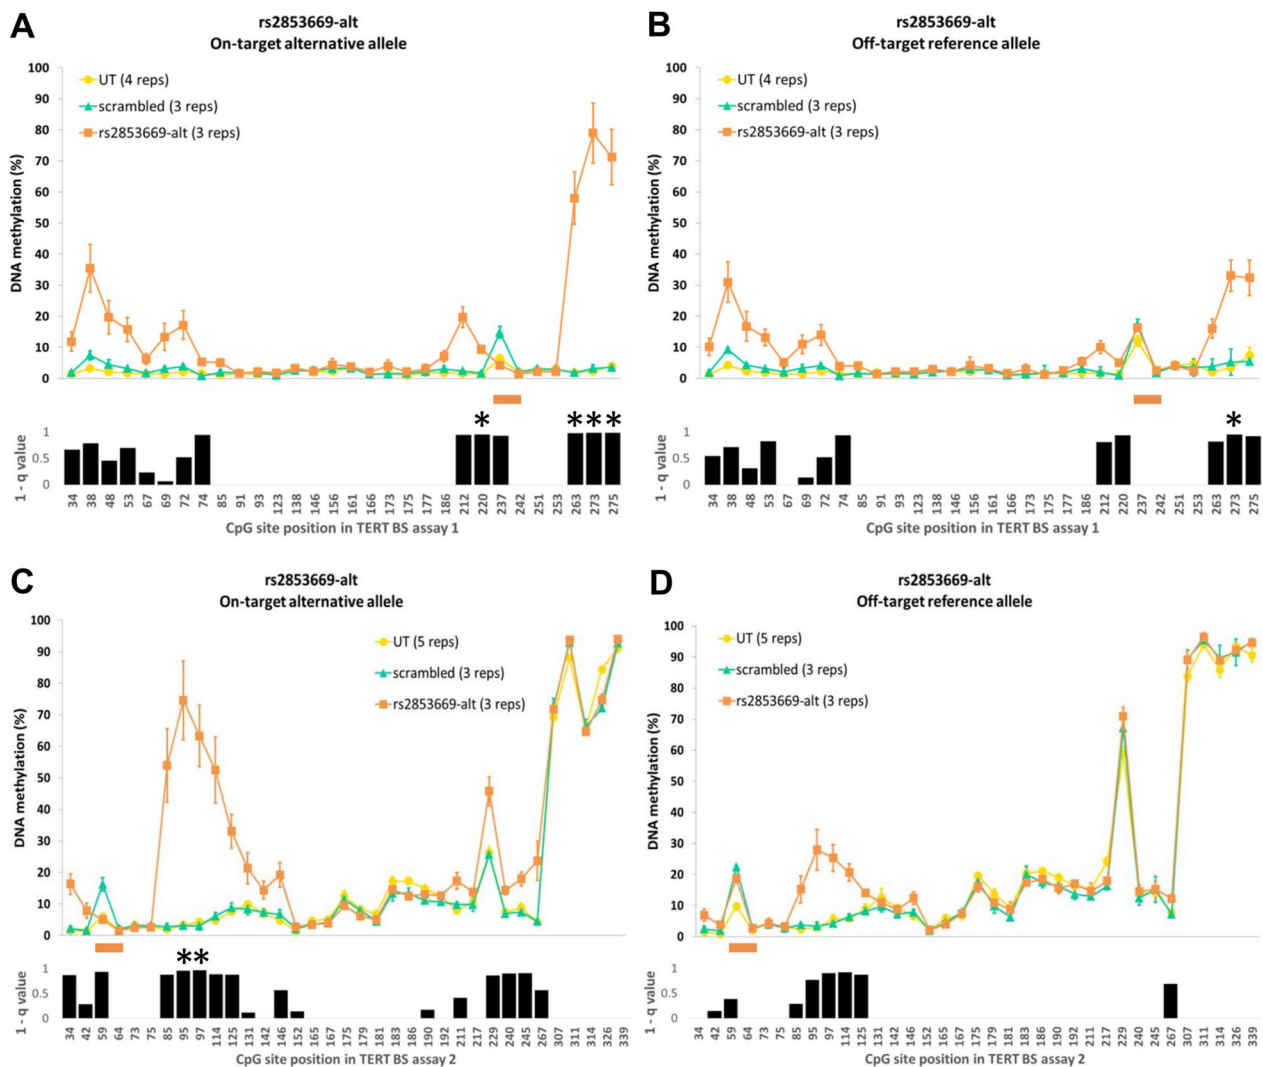 A
rs2853669-alt
On-target alternative allele
UT (4 reps)
scrambled (3 reps)
rs2853669-alt (3 reps)
DNA methylation (%)
100
90
80
70
60
50
40
30
20
10
0
* * * *
1 - q value
1
0.5
0
34 38 48 53 67 69 72 74 85 91 93 123 138 146 156 161 166 173 175 177 186 212 220 237 242 251 253 263 273 275
CpG site position in TERT BS assay 1
B
rs2853669-alt
Off-target reference allele
UT (4 reps)
scrambled (3 reps)
rs2853669-alt (3 reps)
DNA methylation (%)
100
90
80
70
60
50
40
30
20
10
0
*
1 - q value
1
0.5
0
34 38 48 53 67 69 72 74 85 91 93 123 138 146 156 161 166 173 175 177 186 212 220 237 242 251 253 263 273 275
CpG site position in TERT BS assay 1
C
rs2853669-alt
On-target alternative allele
UT (5 reps)
scrambled (3 reps)
rs2853669-alt (3 reps)
DNA methylation (%)
100
90
80
70
60
50
40
30
20
10
0
**
1 - q value
1
0.5
0
34 42 59 64 73 75 85 95 97 114 125 131 142 146 152 165 167 175 179 181 183 186 190 192 211 217 229 240 245 267 307 311 314 326 339
CpG site position in TERT BS assay 2
D
rs2853669-alt
Off-target reference allele
UT (5 reps)
scrambled (3 reps)
rs2853669-alt (3 reps)
DNA methylation (%)
100
90
80
70
60
50
40
30
20
10
0
1 - q value
1
0.5
0
34 42 59 64 73 75 85 95 97 114 125 131 142 146 152 165 167 175 179 181 183 186 190 192 211 217 229 240 245 267 307 311 314 326 339
CpG site position in TERT BS assay 2